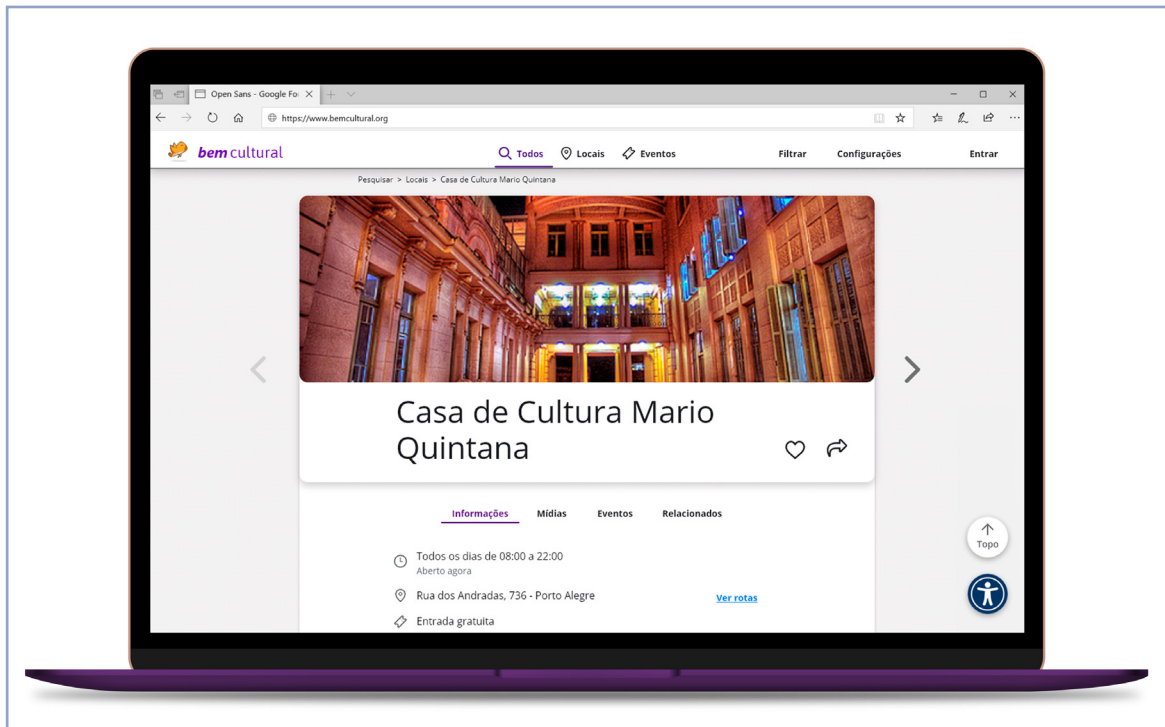 Open Sans - Google Fo
https://www.bemcultural.org
bem cultural
Todos
Locais
Eventos
Filtrar
Configurações
Entrar
Pesquisar > Locais > Casa de Cultura Mario Quintana
Casa de Cultura Mario
Quintana
Informações
Mídias
Eventos
Relacionados
Todos os dias de 08:00 a 22:00
Aberto agora
Rua dos Andradas, 736 - Porto Alegre
Ver rotas
Entrada gratuita
Topo